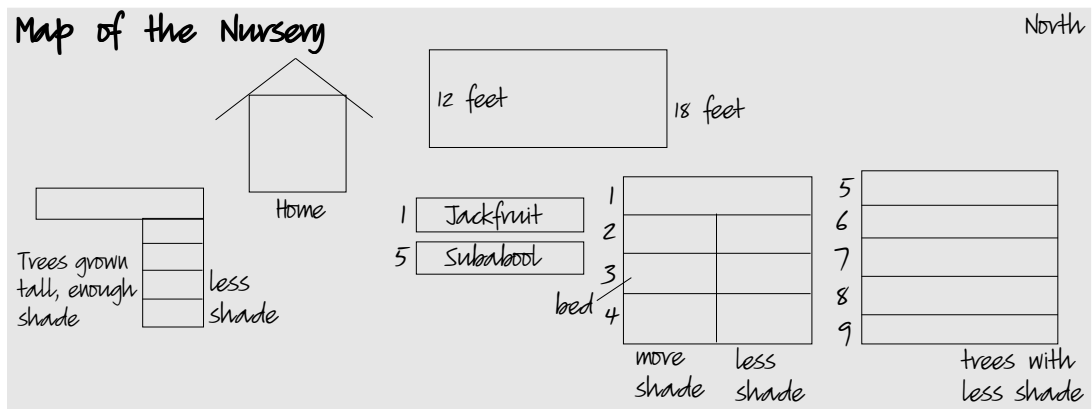 Map of the Nursery
North
12 feet
18 feet
Home
Trees grown
tall, enough
shade
less
shade
1 Jackfruit
5 Subabool
bed
1
2
3
4
more
shade
less
shade
5
6
7
8
9
trees with
less shade